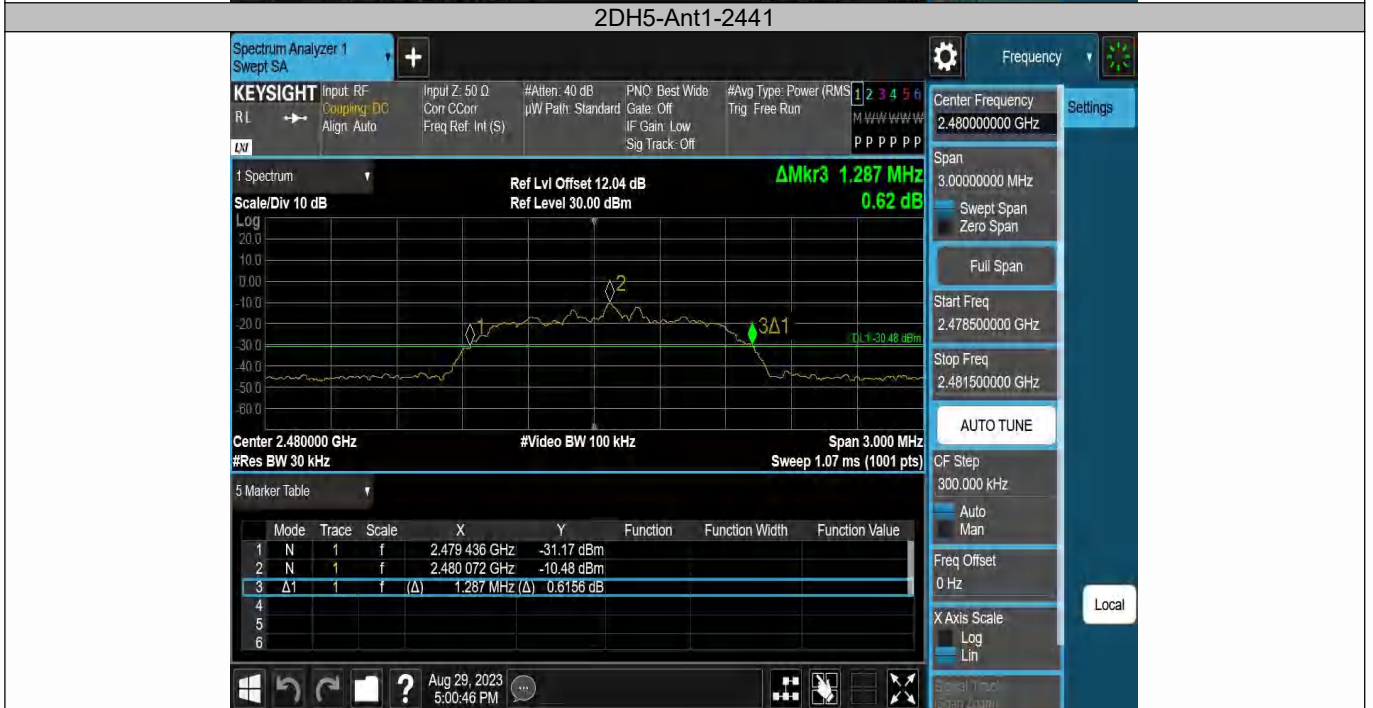 2DH5-Ant1-2441
Spectrum Analyzer 1
Swept SA
+
Frequency
KEYSIGHT
RL
LXI
Input: RF
Coupling: DC
Align: Auto
Input Z: 50 Ω
Corr CCorr
Freq Ref: Int (S)
#Atten: 40 dB
µW Path: Standard
PNO: Best Wide
Gate: Off
IF Gain: Low
Sig Track: Off
#Avg Type: Power (RMS
Trig: Free Run
1 2 3 4 5 6
M W W W W W
P P P P P P
1 Spectrum
Scale/Div 10 dB
Ref Lvl Offset 12.04 dB
Ref Level 30.00 dBm
ΔMkr3 1.287 MHz
0.62 dB
Log
20.0
10.0
0.00
-10.0
-20.0
-30.0
-40.0
-50.0
-60.0
1
2
3Δ1
DL1 -30.48 dBm
Center 2.480000 GHz
#Video BW 100 kHz
Span 3.000 MHz
#Res BW 30 kHz
Sweep 1.07 ms (1001 pts)
5 Marker Table
Mode Trace Scale X Y Function Function Width Function Value
1 N 1 f 2.479 436 GHz -31.17 dBm
2 N 1 f 2.480 072 GHz -10.48 dBm
3 Δ1 1 f (Δ) 1.287 MHz (Δ) 0.6156 dB
4
5
6
Aug 29, 2023
5:00:46 PM
Center Frequency
2.480000000 GHz
Settings
Span
3.00000000 MHz
Swept Span
Zero Span
Full Span
Start Freq
2.478500000 GHz
Stop Freq
2.481500000 GHz
AUTO TUNE
CF Step
300.000 kHz
Auto
Man
Freq Offset
0 Hz
X Axis Scale
Log
Lin
Local